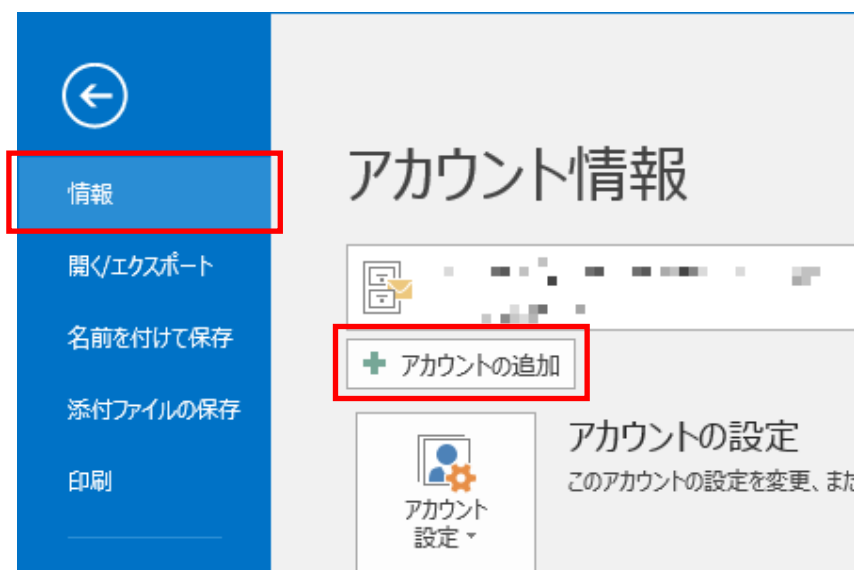 情報
開く/エクスポート
名前を付けて保存
添付ファイルの保存
印刷
アカウント情報
アカウントの追加
アカウント
設定
アカウントの設定
このアカウントの設定を変更、また